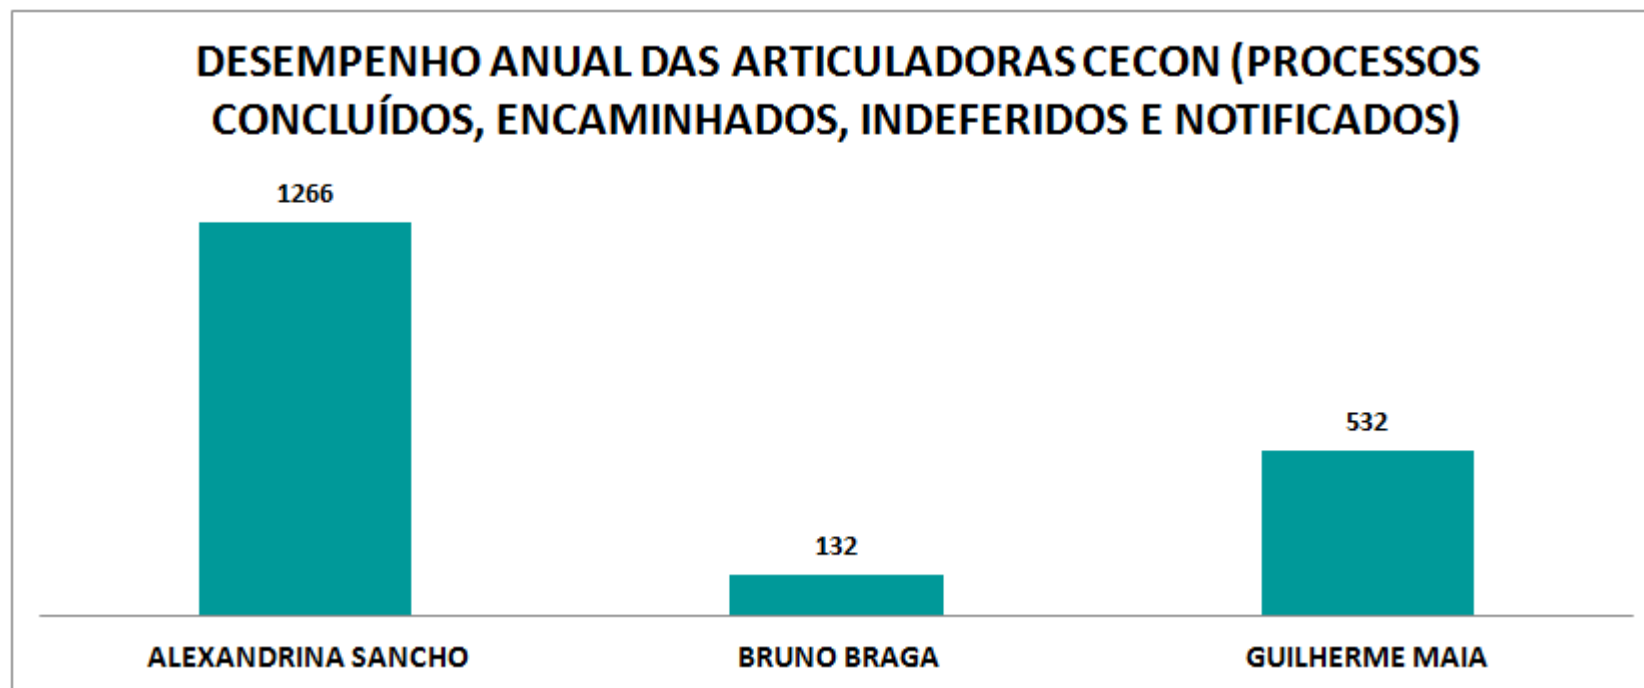 DESEMPENHO ANUAL DAS ARTICULADORAS CECON (PROCESSOS
CONCLUÍDOS, ENCAMINHADOS, INDEFERIDOS E NOTIFICADOS)
1266
132
532
ALEXANDRINA SANCHO
BRUNO BRAGA
GUILHERME MAIA